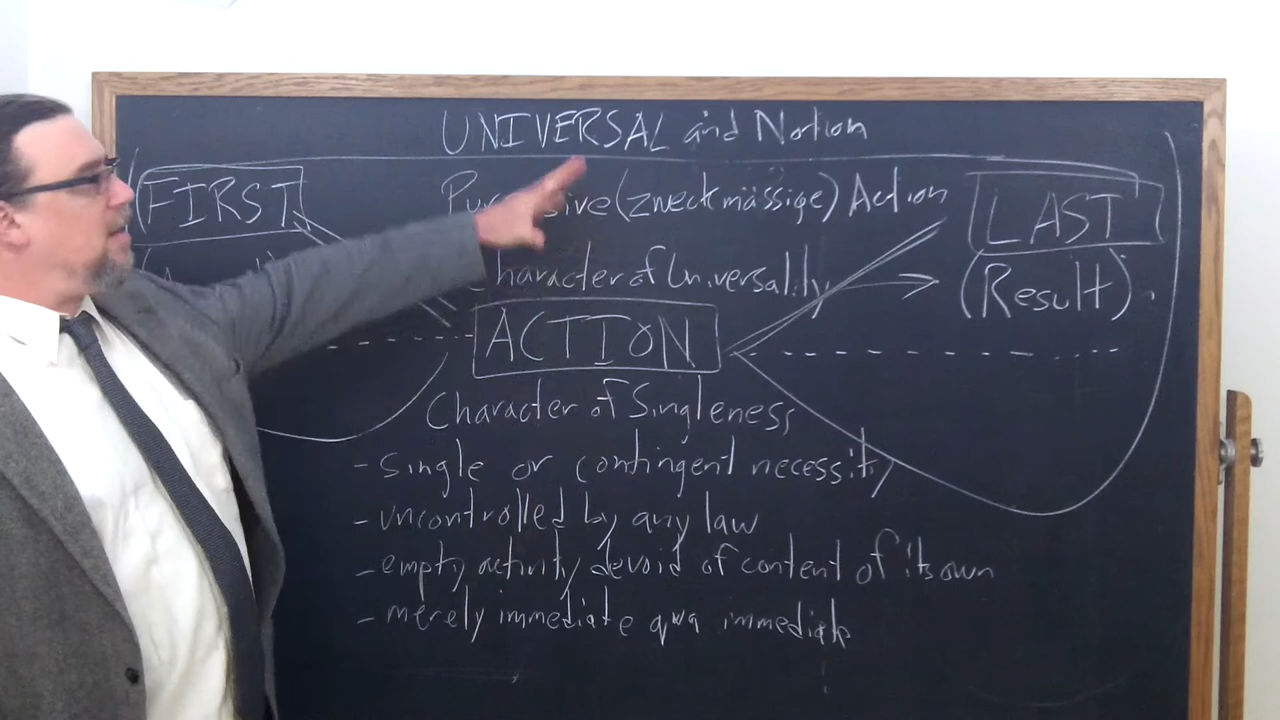 UNIVERSAL and Notion
FIRST
(zweckmässige) Action
LAST
Character of Universality
(Result)
ACTION
Character of Singleness
- single or contingent necessity
- uncontrolled by any law
- empty activity devoid of content of its own
- merely immediate qua immediate